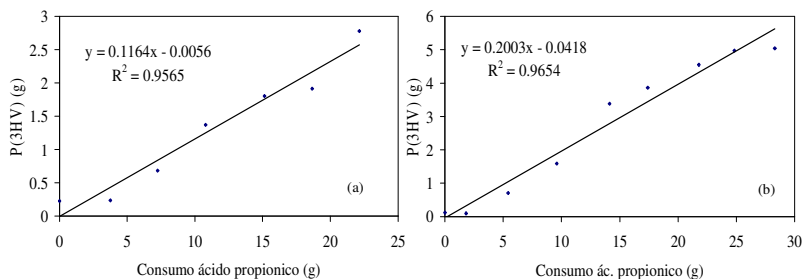 3
2.5
2
1.5
1
0.5
0
P(3HV) (g)
y = 0.1164x - 0.0056
R² = 0.9565
(a)
0 5 10 15 20 25
Consumo ácido propionico (g)
6
5
4
3
2
1
0
P(3HV) (g)
y = 0.2003x - 0.0418
R² = 0.9654
(b)
0 5 10 15 20 25 30
Consumo ác. propionico (g)